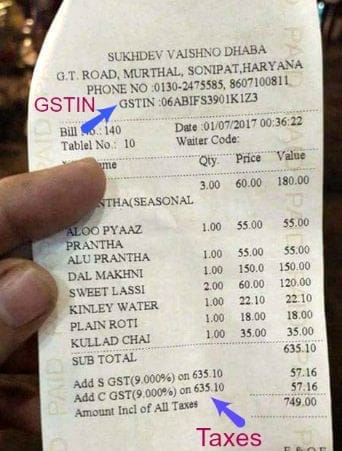 SUKHDEV VAISHNO DHABA
G.T. ROAD, MURTHAL, SONIPAT,HARYANA
PHONE NO :0130-2475585, 8607100811
GSTIN
GSTIN :06ABIFS3901K1Z3
Bill No.: 140 Date :01/07/2017 00:36:22
Tablel No.: 10 Waiter Code:
Qty. Price Value
3.00 60.00 180.00
(SEASONAL
ALOO PYAAZ 1.00 55.00 55.00
PRANTHA
ALU PRANTHA 1.00 55.00 55.00
DAL MAKHNI 1.00 150.0 150.00
SWEET LASSI 2.00 60.00 120.00
KINLEY WATER 1.00 22.10 22.10
PLAIN ROTI 1.00 18.00 18.00
KULLAD CHAI 1.00 35.00 35.00
SUB TOTAL 635.10
Add S GST(9.000%) on 635.10 57.16
Add C GST(9.000%) on 635.10 57.16
Amount Incl of All Taxes 749.00
Taxes
PAID